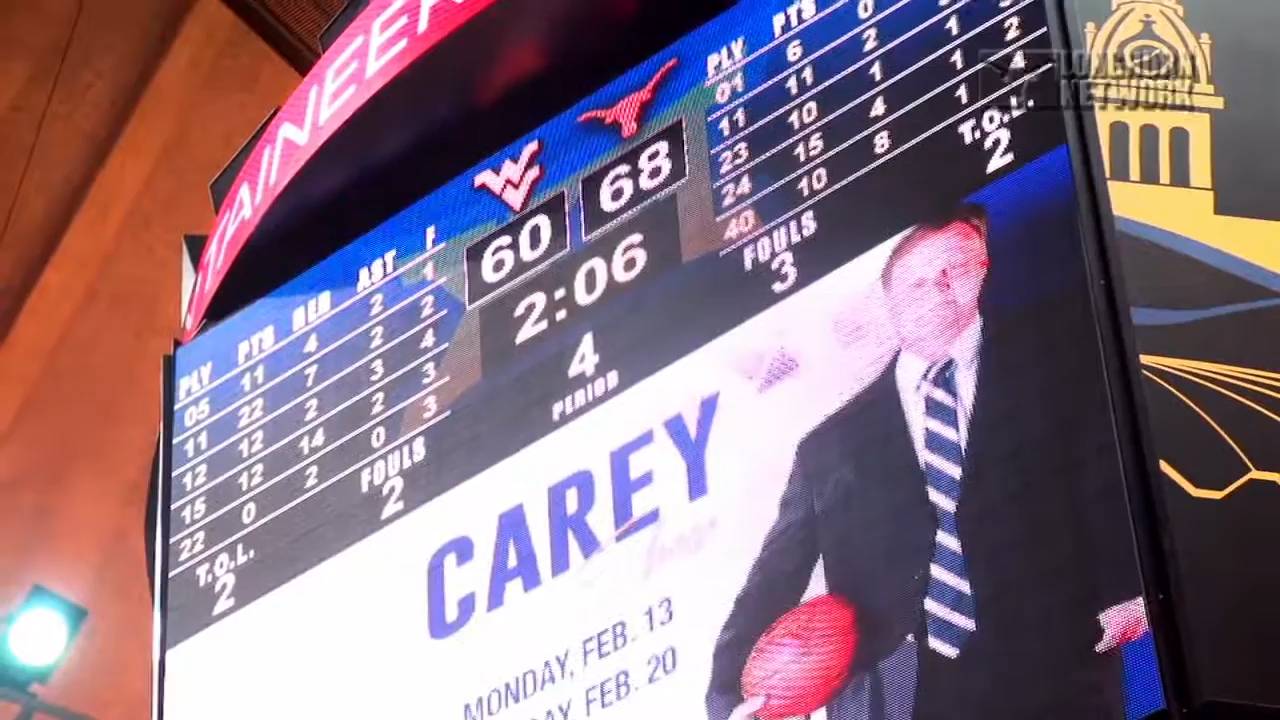 TAINEER
LONGHORN NETWORK
PLY PTS
01 6 0
11 11 2
23 10 1 1
24 15 4 1 2
40 10 8 1 4
FOULS 3
T.O.L. 2
WV
60 68
2:06
4
PERIOD
PLY PTS REB AST F
05 11 4 2 1
11 22 7 2 2
12 12 2 3 4
15 12 14 2 3
22 0 2 0 3
T.O.L. 2
FOULS 2
CAREY
MONDAY, FEB. 13
AY, FEB. 20